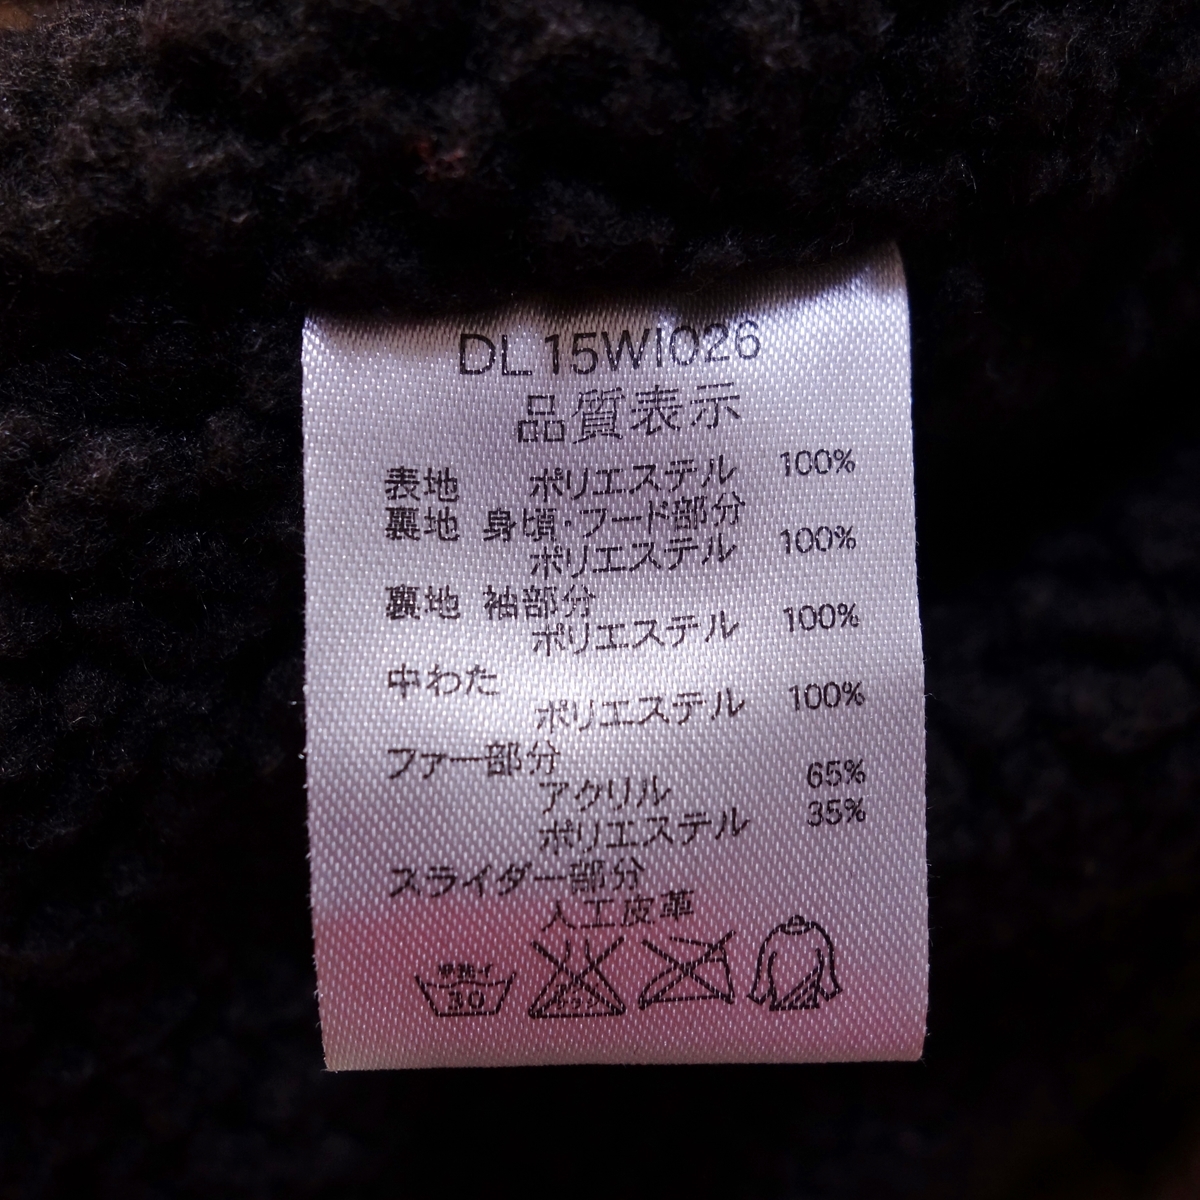 DL15WI026
品質表示
表地 ポリエステル 100%
裏地 身頃・フード部分
ポリエステル 100%
裏地 袖部分
ポリエステル 100%
中わた
ポリエステル 100%
ファー部分
アクリル 65%
ポリエステル 35%
スライダー部分
人工皮革
手洗イ
30